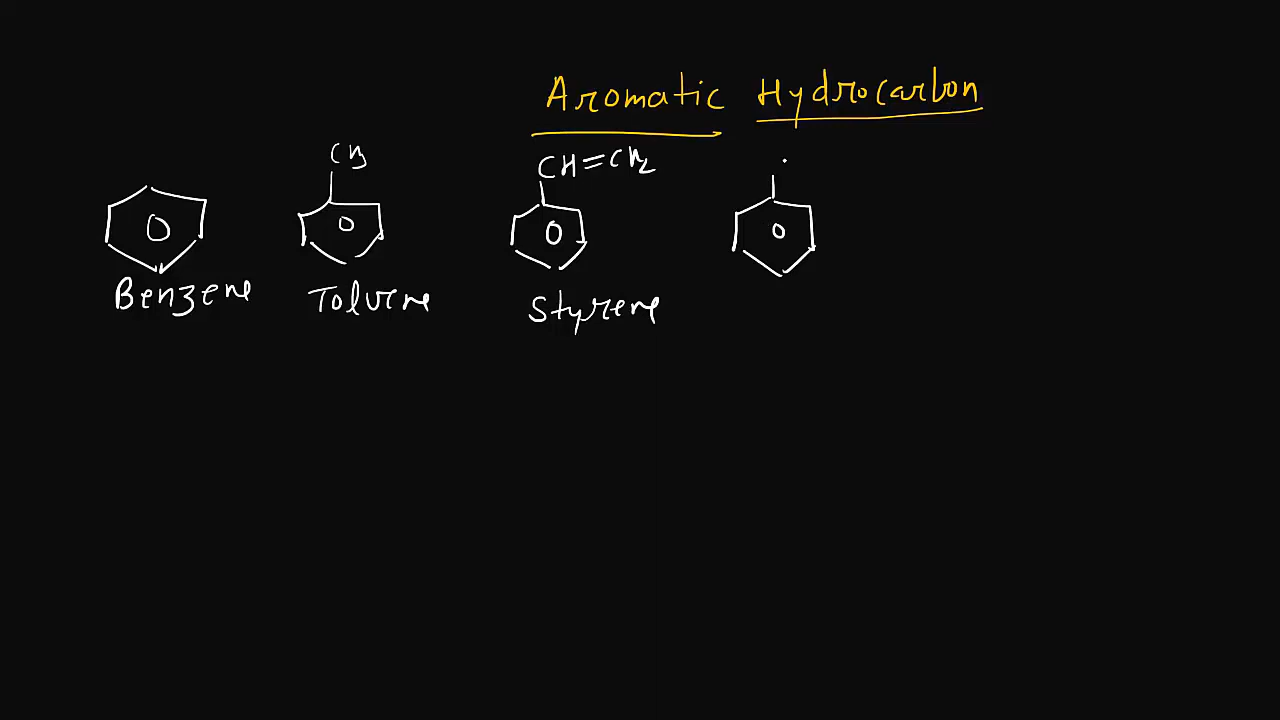 Aromatic Hydrocarbon
CH3
CH=CH2
Benzene
Toluene
Styrene